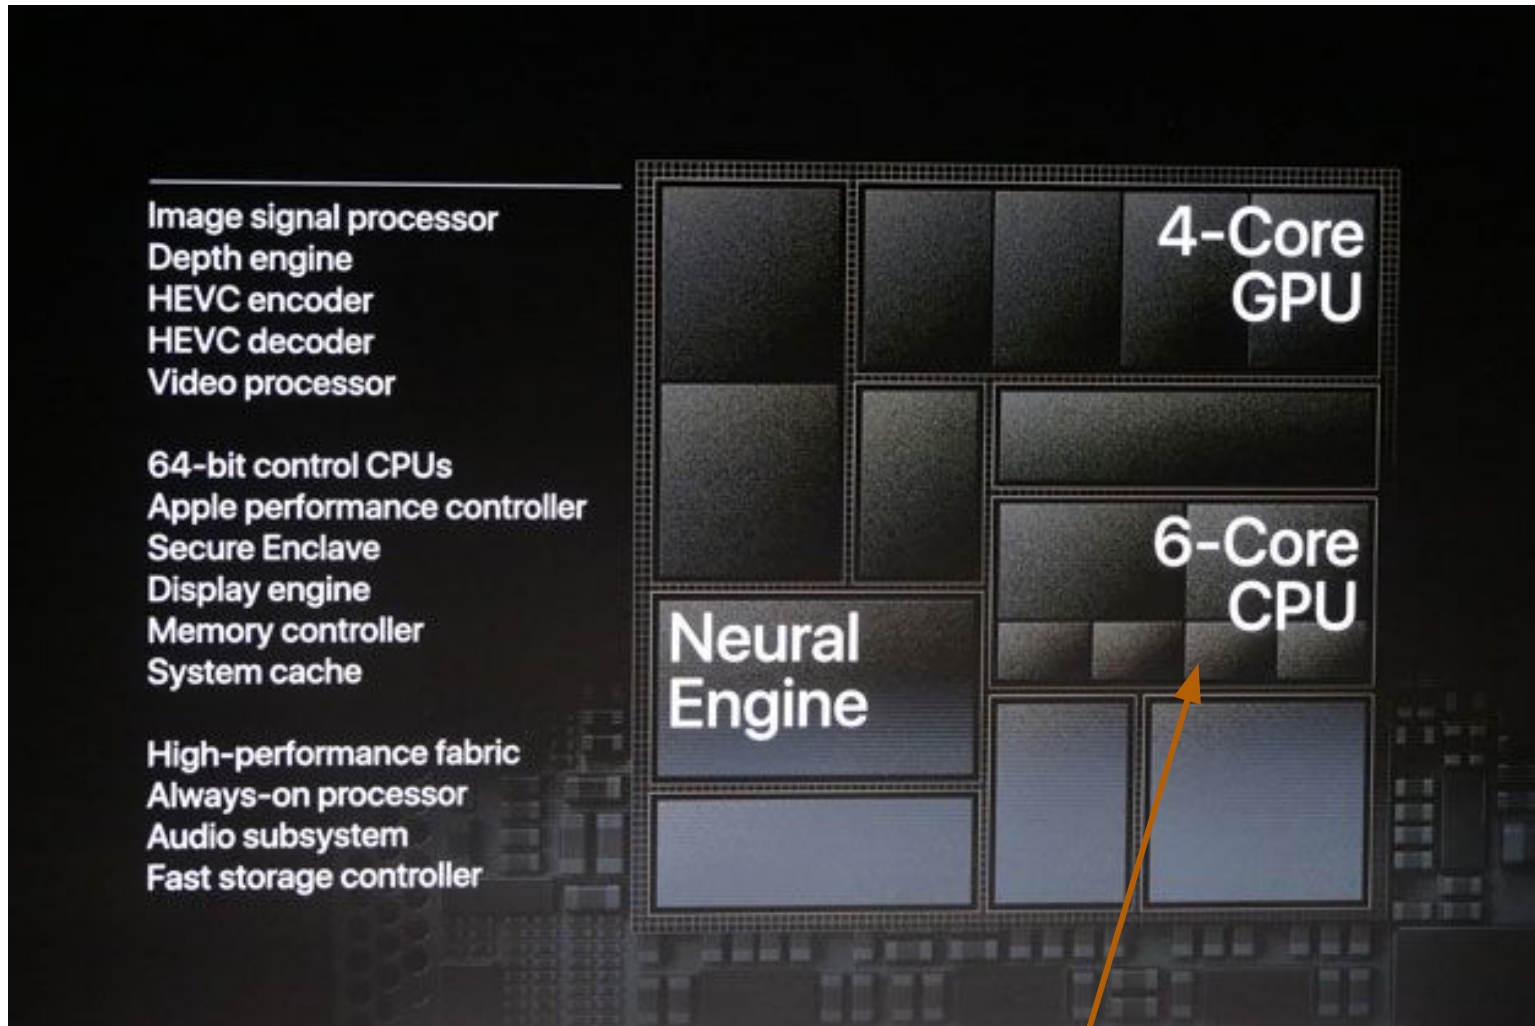 Image signal processor
Depth engine
HEVC encoder
HEVC decoder
Video processor
64-bit control CPUs
Apple performance controller
Secure Enclave
Display engine
Memory controller
System cache
High-performance fabric
Always-on processor
Audio subsystem
Fast storage controller
4-Core
GPU
6-Core
CPU
Neural
Engine